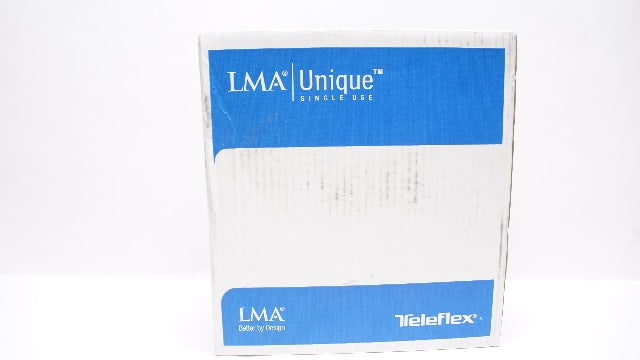 LMA® Unique™
SINGLE USE
LMA®
Better by Design
Teleflex®